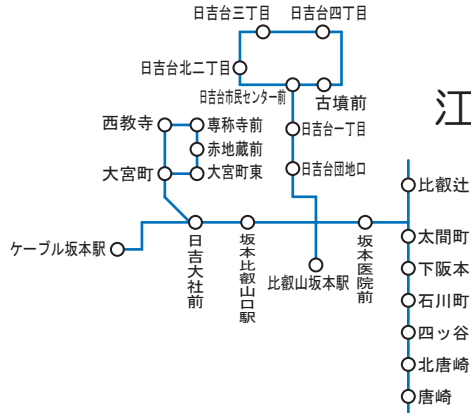 日吉台三丁目
日吉台四丁目
日吉台北二丁目
日吉台市民センター前
古墳前
江
西教寺
専称寺前
日吉台一丁目
赤地蔵前
大宮町
大宮町東
日吉台団地口
比叡辻
ケーブル坂本駅
日吉大社前
坂本比叡山口駅
比叡山坂本駅
坂本医院前
太間町
下阪本
石川町
四ッ谷
北唐崎
唐崎